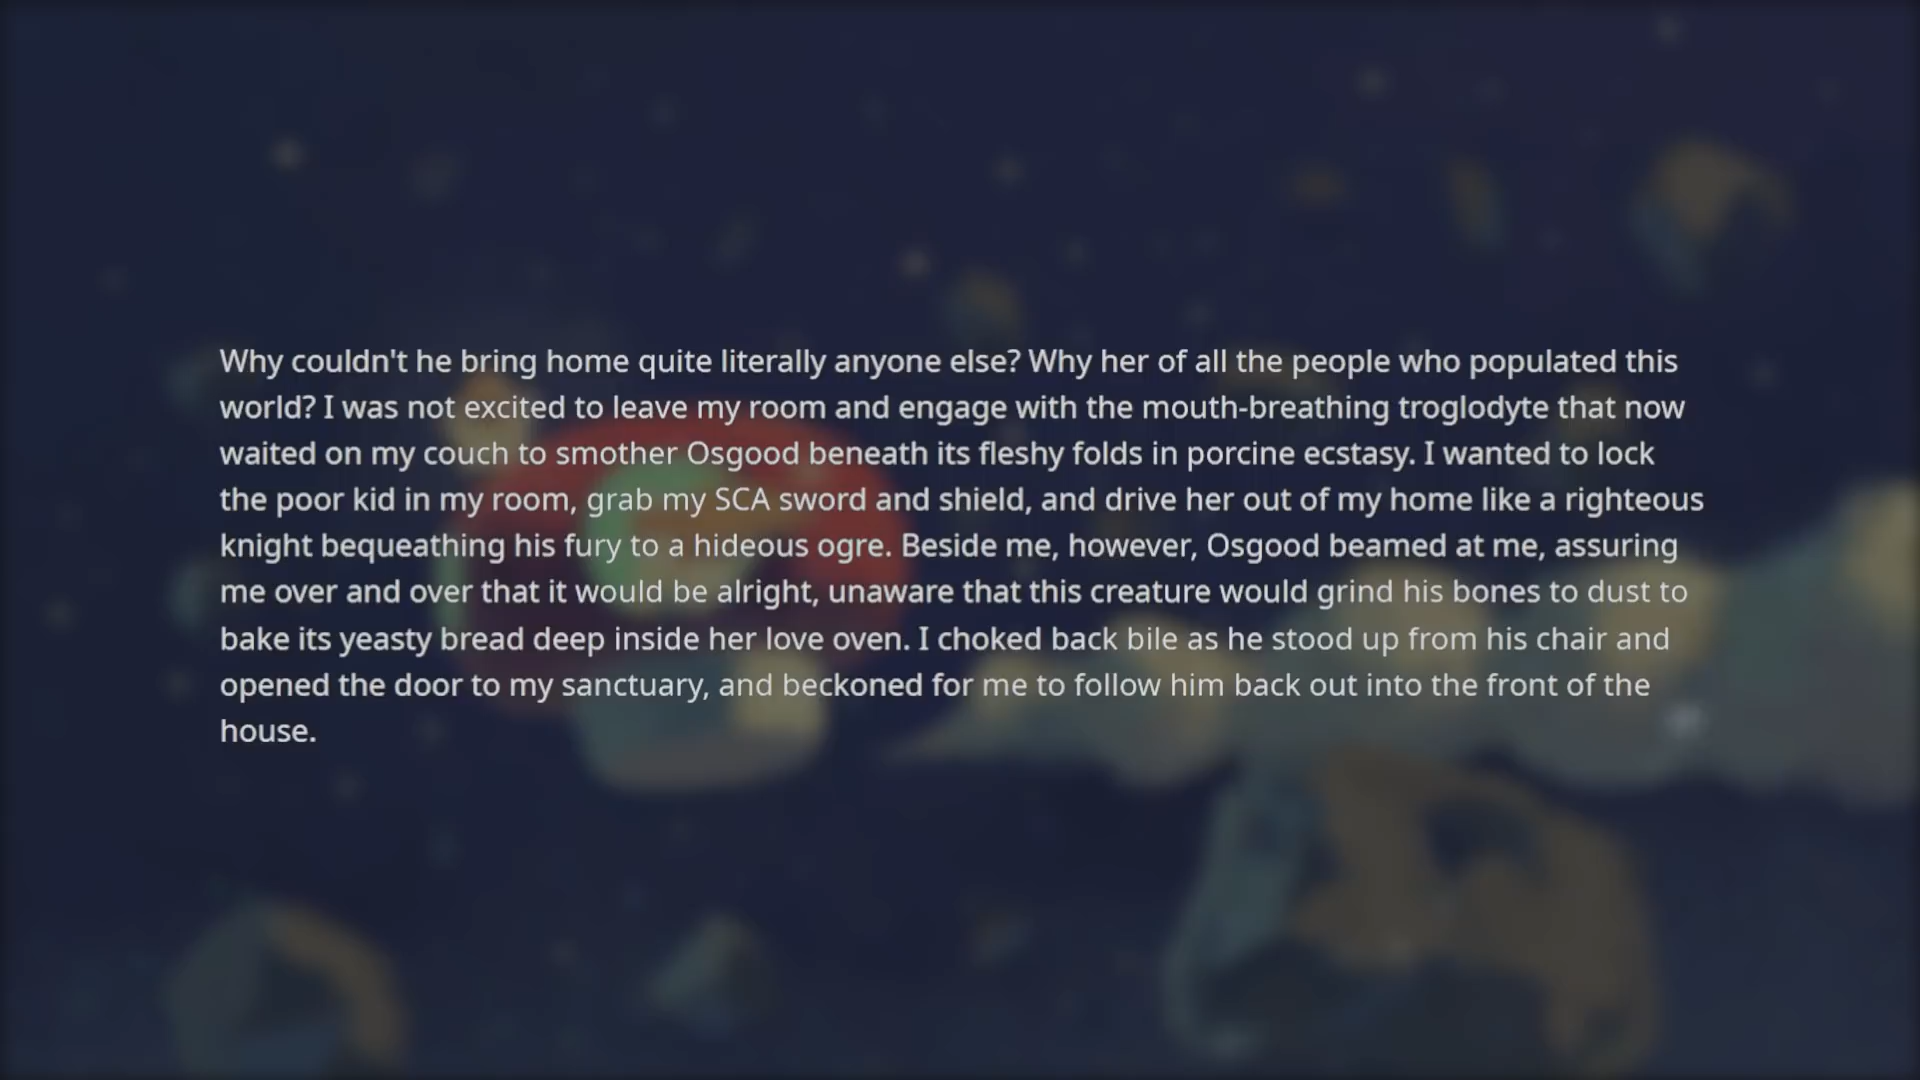 Why couldn't he bring home quite literally anyone else? Why her of all the people who populated this
world? I was not excited to leave my room and engage with the mouth-breathing troglodyte that now
waited on my couch to smother Osgood beneath its fleshy folds in porcine ecstasy. I wanted to lock
the poor kid in my room, grab my SCA sword and shield, and drive her out of my home like a righteous
knight bequeathing his fury to a hideous ogre. Beside me, however, Osgood beamed at me, assuring
me over and over that it would be alright, unaware that this creature would grind his bones to dust to
bake its yeasty bread deep inside her love oven. I choked back bile as he stood up from his chair and
opened the door to my sanctuary, and beckoned for me to follow him back out into the front of the
house.